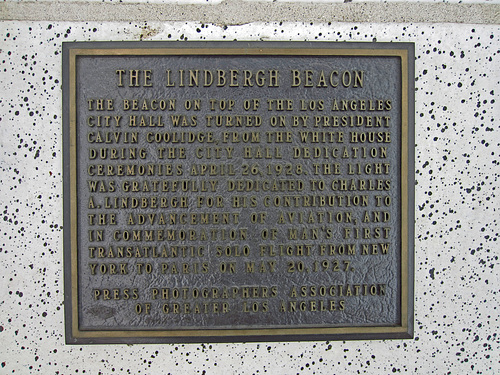 THE LINDBERGH BEACON
THE BEACON ON TOP OF THE LOS ANGELES
CITY HALL WAS TURNED ON BY PRESIDENT
CALVIN COOLIDGE FROM THE WHITE HOUSE
DURING THE CITY HALL DEDICATION
CEREMONIES APRIL 26, 1928. THE LIGHT
WAS GRATEFULLY DEDICATED TO CHARLES
A. LINDBERGH FOR HIS CONTRIBUTION TO
THE ADVANCEMENT OF AVIATION, AND
IN COMMEMORATION OF MAN'S FIRST
TRANSATLANTIC SOLO FLIGHT FROM NEW
YORK TO PARIS ON MAY 20, 1927.
PRESS PHOTOGRAPHERS ASSOCIATION
OF GREATER LOS ANGELES